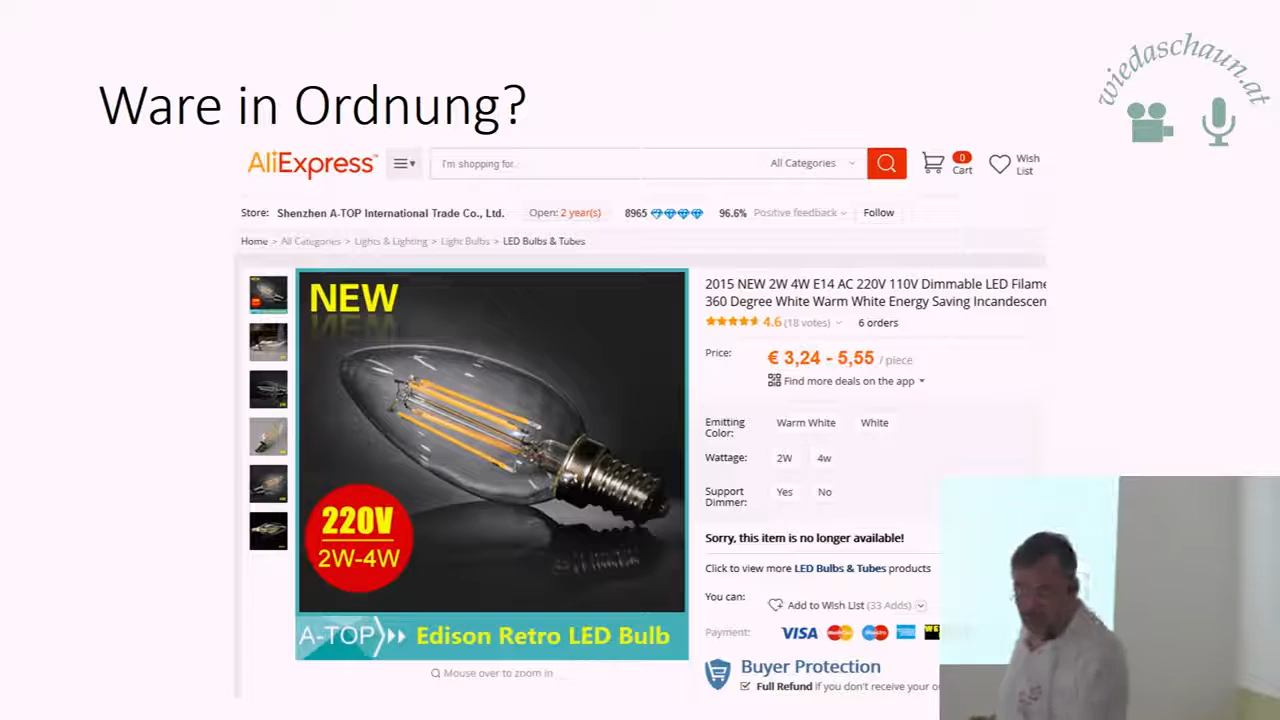 wiedaschaun.at
Ware in Ordnung?
AliExpress™
I'm shopping for..
All Categories
0
Cart
Wish
List
Store: Shenzhen A-TOP International Trade Co., Ltd. Open: 2 year(s) 8965 96.6% Positive feedback Follow
Home > All Categories > Lights & Lighting > Light Bulbs > LED Bulbs & Tubes
NEW
220V
2W-4W
A-TOP Edison Retro LED Bulb
Mouse over to zoom in
2015 NEW 2W 4W E14 AC 220V 110V Dimmable LED
360 Degree White Warm White Energy Saving
4.6 (18 votes) 6 orders
Price: € 3,24 - 5,55 / piece
Find more deals on the app
Emitting
Color: Warm White White
Wattage: 2W 4w
Support
Dimmer: Yes No
Sorry, this item is no longer available!
Click to view more LED Bulbs & Tubes products
You can: Add to Wish List (33 Adds)
Payment: VISA
Buyer Protection
Full Refund if you don't receive your